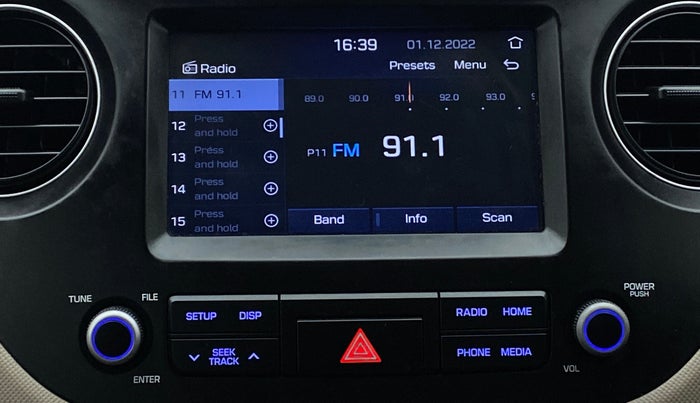 16:39 01.12.2022
Radio Presets Menu
11 FM 91.1
89.0 90.0 91.0 92.0 93.0
12 Press and hold
13 Press and hold
14 Press and hold
15 Press and hold
P11 FM 91.1
Band Info Scan
TUNE FILE
ENTER
SETUP DISP
SEEK
TRACK
RADIO HOME
PHONE MEDIA
POWER
PUSH
VOL